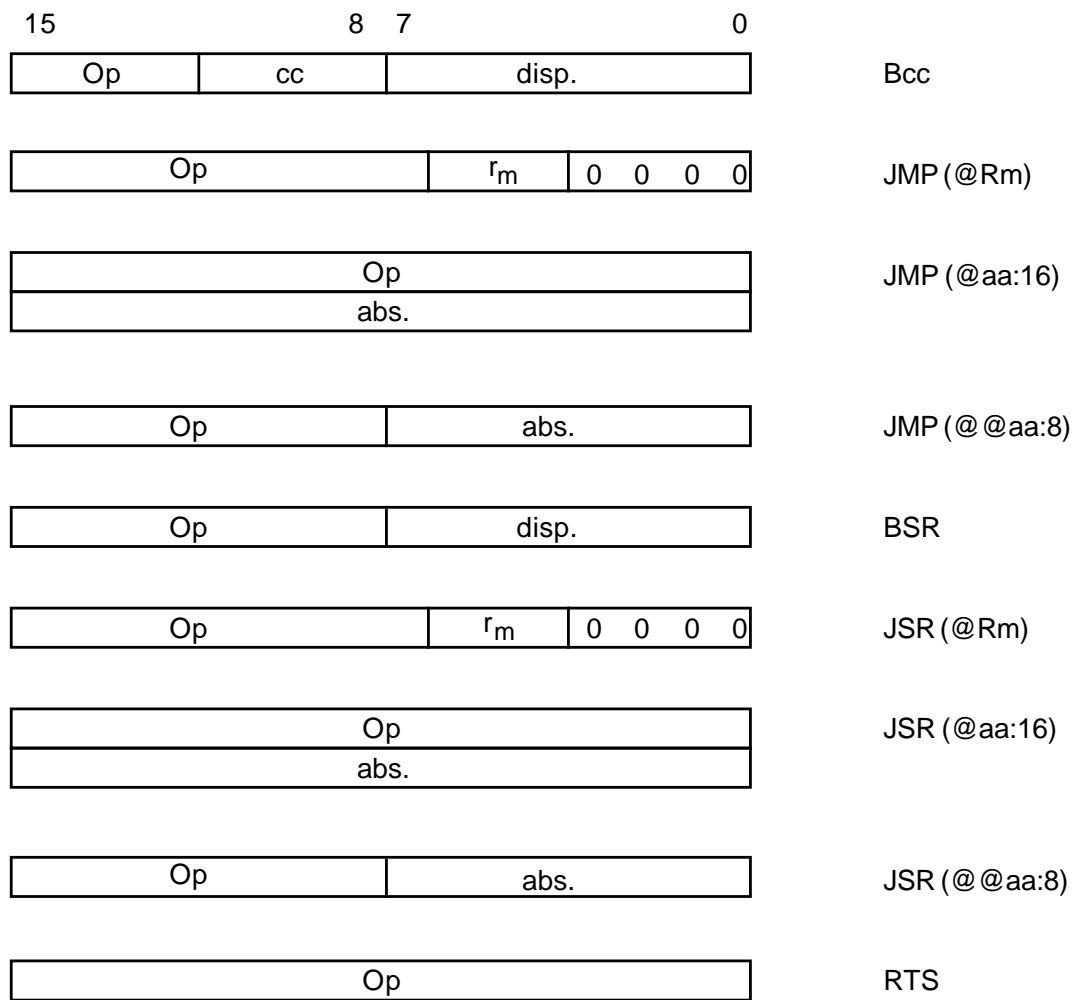 15 8 7 0
Op cc disp. Bcc
Op rm 0 0 0 0 JMP (@Rm)
Op JMP (@aa:16)
abs.
Op abs. JMP (@@aa:8)
Op disp. BSR
Op rm 0 0 0 0 JSR (@Rm)
Op JSR (@aa:16)
abs.
Op abs. JSR (@@aa:8)
Op RTS